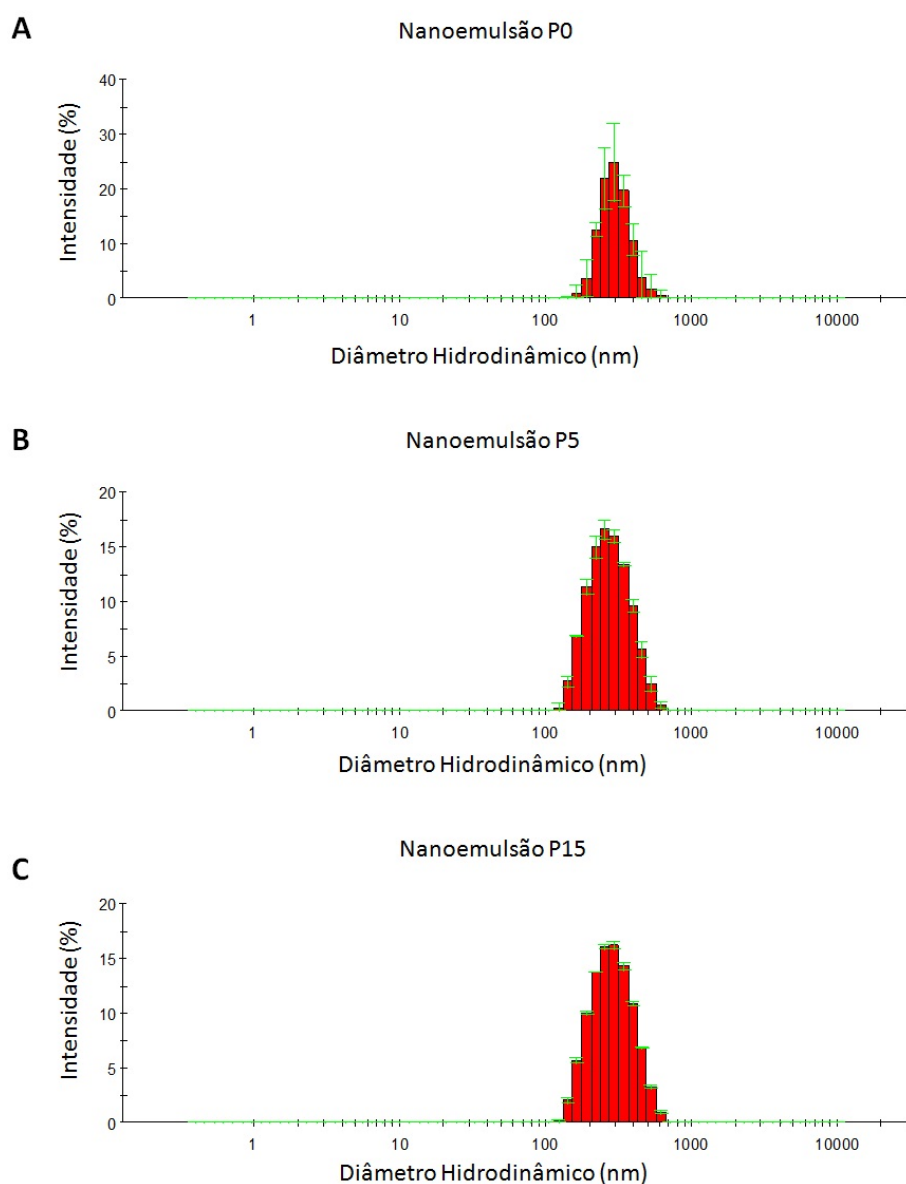 A
Nanoemulsão P0
Intensidade (%)
40
30
20
10
0
1 10 100 1000 10000
Diâmetro Hidrodinâmico (nm)
B
Nanoemulsão P5
Intensidade (%)
20
15
10
5
0
1 10 100 1000 10000
Diâmetro Hidrodinâmico (nm)
C
Nanoemulsão P15
Intensidade (%)
20
15
10
5
0
1 10 100 1000 10000
Diâmetro Hidrodinâmico (nm)